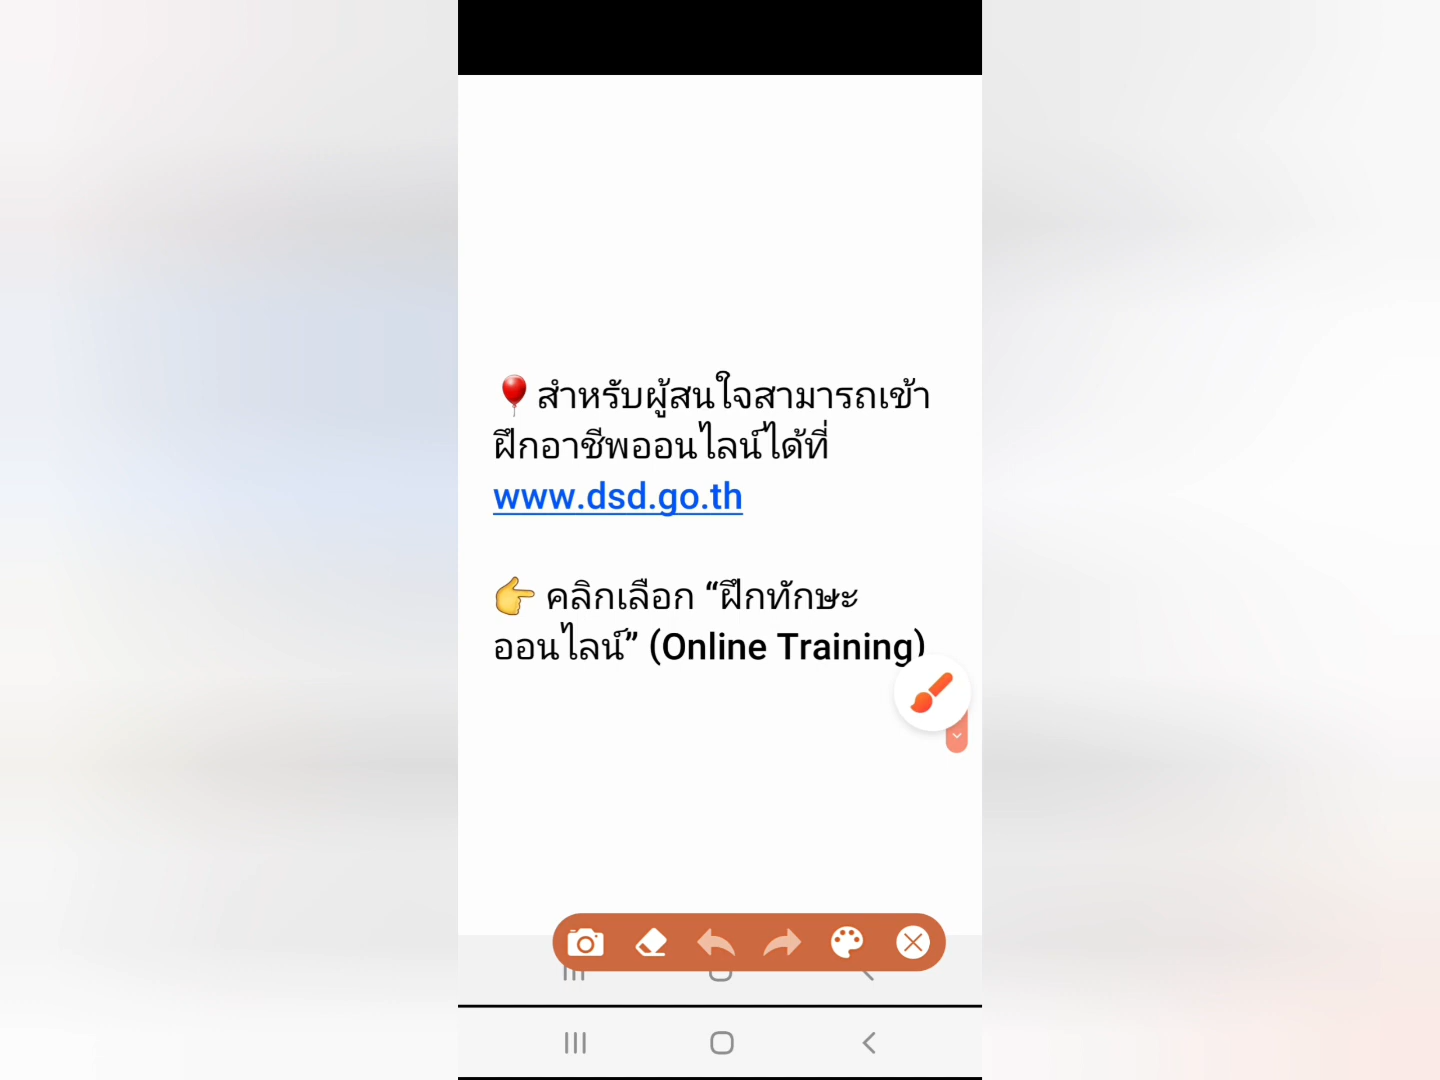 🎈สำหรับผู้สนใจสามารถเข้า
ฝึกอาชีพออนไลน์ได้ที่
www.dsd.go.th
👉 คลิกเลือก “ฝึกทักษะ
ออนไลน์” (Online Training)